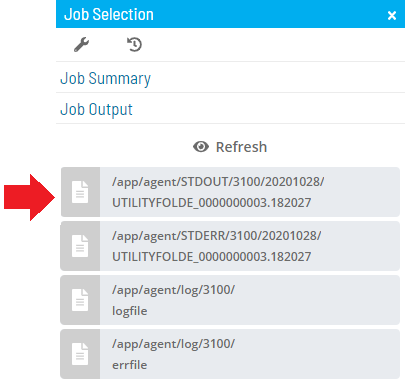 Job Selection
Job Summary
Job Output
Refresh
/app/agent/STDOUT/3100/20201028/
UTILITYFOLDE_0000000003.182027
/app/agent/STDERR/3100/20201028/
UTILITYFOLDE_0000000003.182027
/app/agent/log/3100/
logfile
/app/agent/log/3100/
errfile